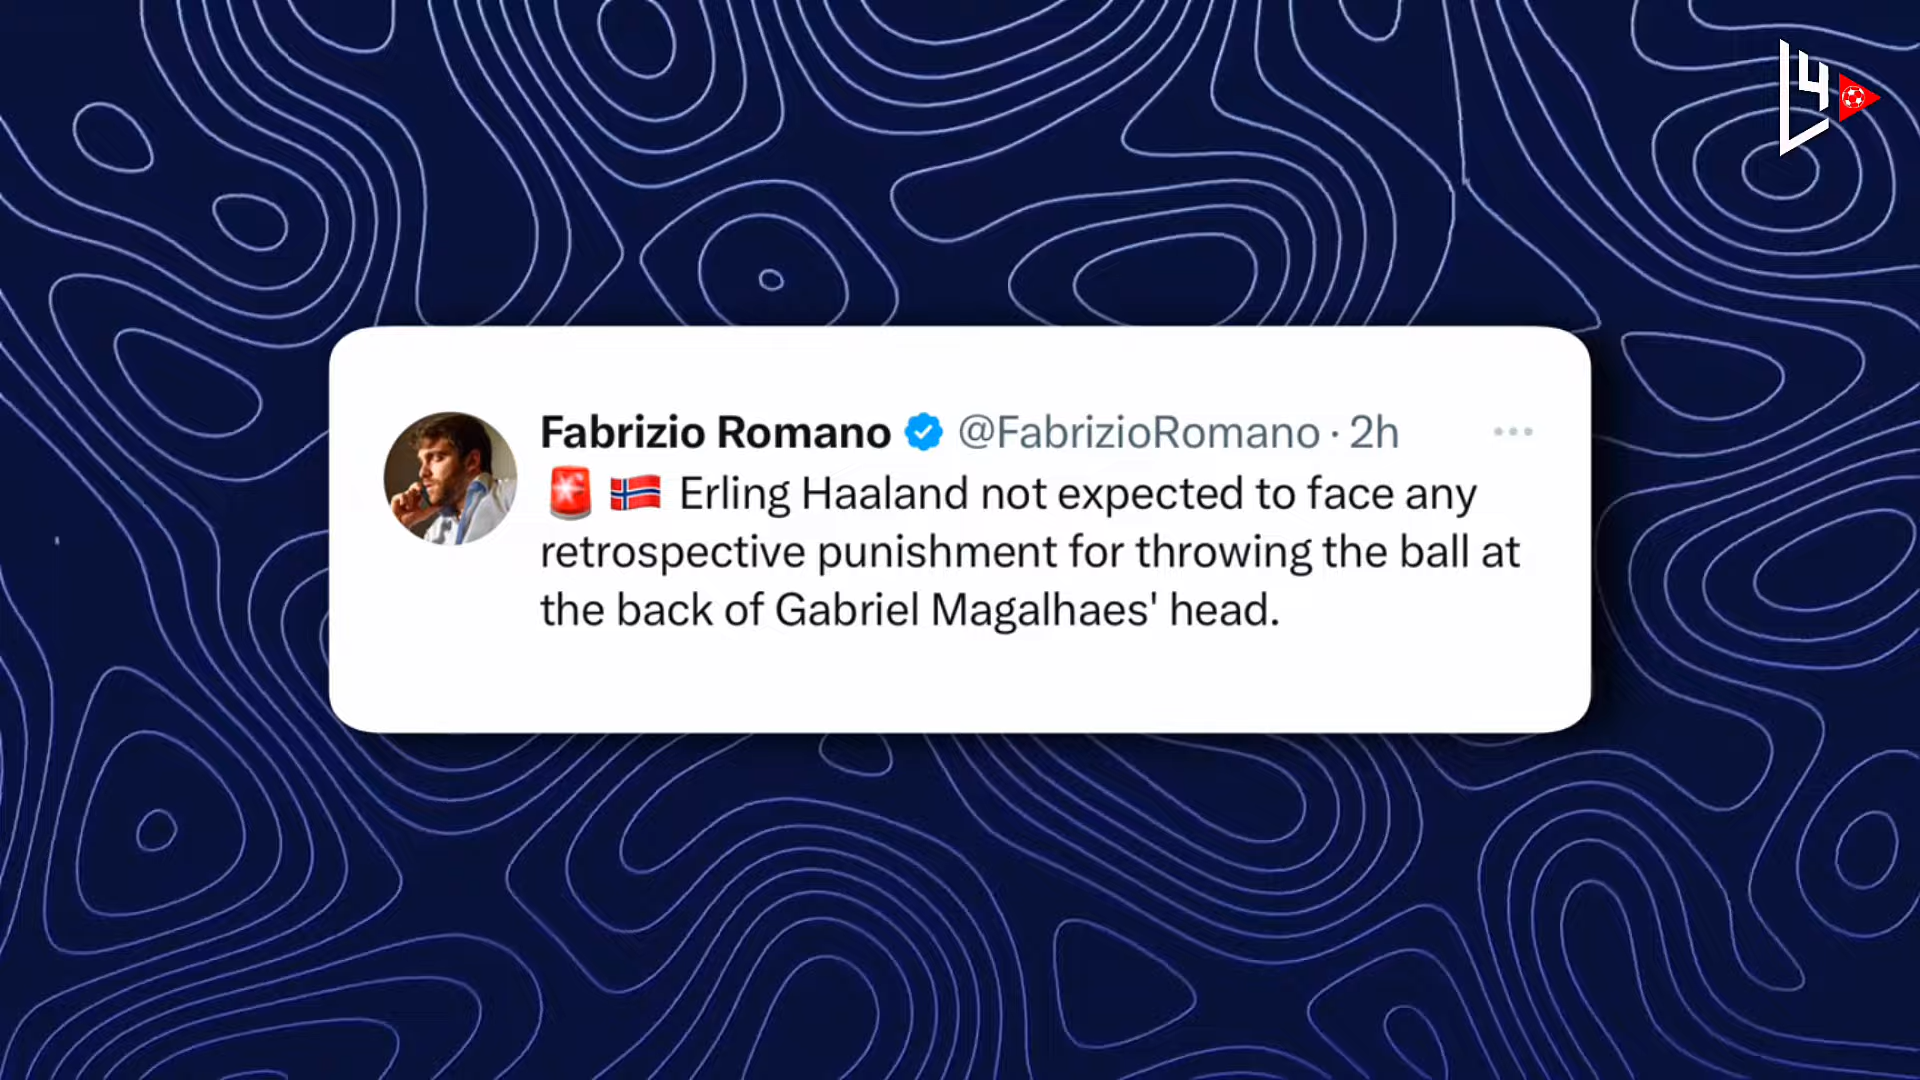 L4
Fabrizio Romano @FabrizioRomano · 2h
Erling Haaland not expected to face any
retrospective punishment for throwing the ball at
the back of Gabriel Magalhaes' head.